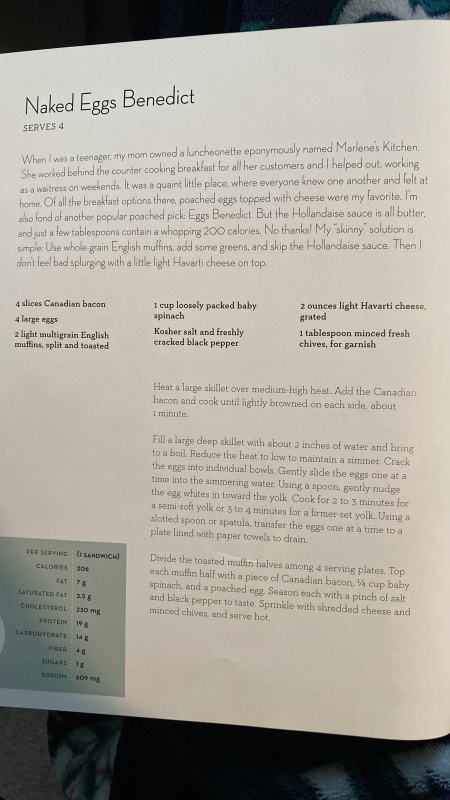 Naked Eggs Benedict
SERVES 4
When I was a teenager, my mom owned a luncheonette eponymously named Marlene's Kitchen.
She worked behind the counter cooking breakfast for all her customers and I helped out, working
as a waitress on weekends. It was a quaint little place, where everyone knew one another and felt at
home. Of all the breakfast options there, poached eggs topped with cheese were my favorite. I'm
also fond of another popular poached pick: Eggs Benedict. But the Hollandaise sauce is all butter,
and just a few tablespoons contain a whopping 200 calories. No thanks! My "skinny" solution is
simple: Use whole-grain English muffins, add some greens, and skip the Hollandaise sauce. Then I
don't feel bad splurging with a little light Havarti cheese on top.
4 slices Canadian bacon
4 large eggs
2 light multigrain English
muffins, split and toasted
1 cup loosely packed baby
spinach
Kosher salt and freshly
cracked black pepper
2 ounces light Havarti cheese,
grated
1 tablespoon minced fresh
chives, for garnish
Heat a large skillet over medium-high heat. Add the Canadian
bacon and cook until lightly browned on each side, about
1 minute.
Fill a large deep skillet with about 2 inches of water and bring
to a boil. Reduce the heat to low to maintain a simmer. Crack
the eggs into individual bowls. Gently slide the eggs one at a
time into the simmering water. Using a spoon, gently nudge
the egg whites in toward the yolk. Cook for 2 to 3 minutes for
a semi-soft yolk or 3 to 4 minutes for a firmer-set yolk. Using a
slotted spoon or spatula, transfer the eggs one at a time to a
plate lined with paper towels to drain.
Divide the toasted muffin halves among 4 serving plates. Top
each muffin half with a piece of Canadian bacon, ¼ cup baby
spinach, and a poached egg. Season each with a pinch of salt
and black pepper to taste. Sprinkle with shredded cheese and
minced chives, and serve hot.
PER SERVING (1 SANDWICH)
CALORIES 206
FAT 7 g
SATURATED FAT 3.5 g
CHOLESTEROL 230 mg
PROTEIN 19 g
CARBOHYDRATE 14 g
FIBER 4 g
SUGARS 1 g
SODIUM 609 mg